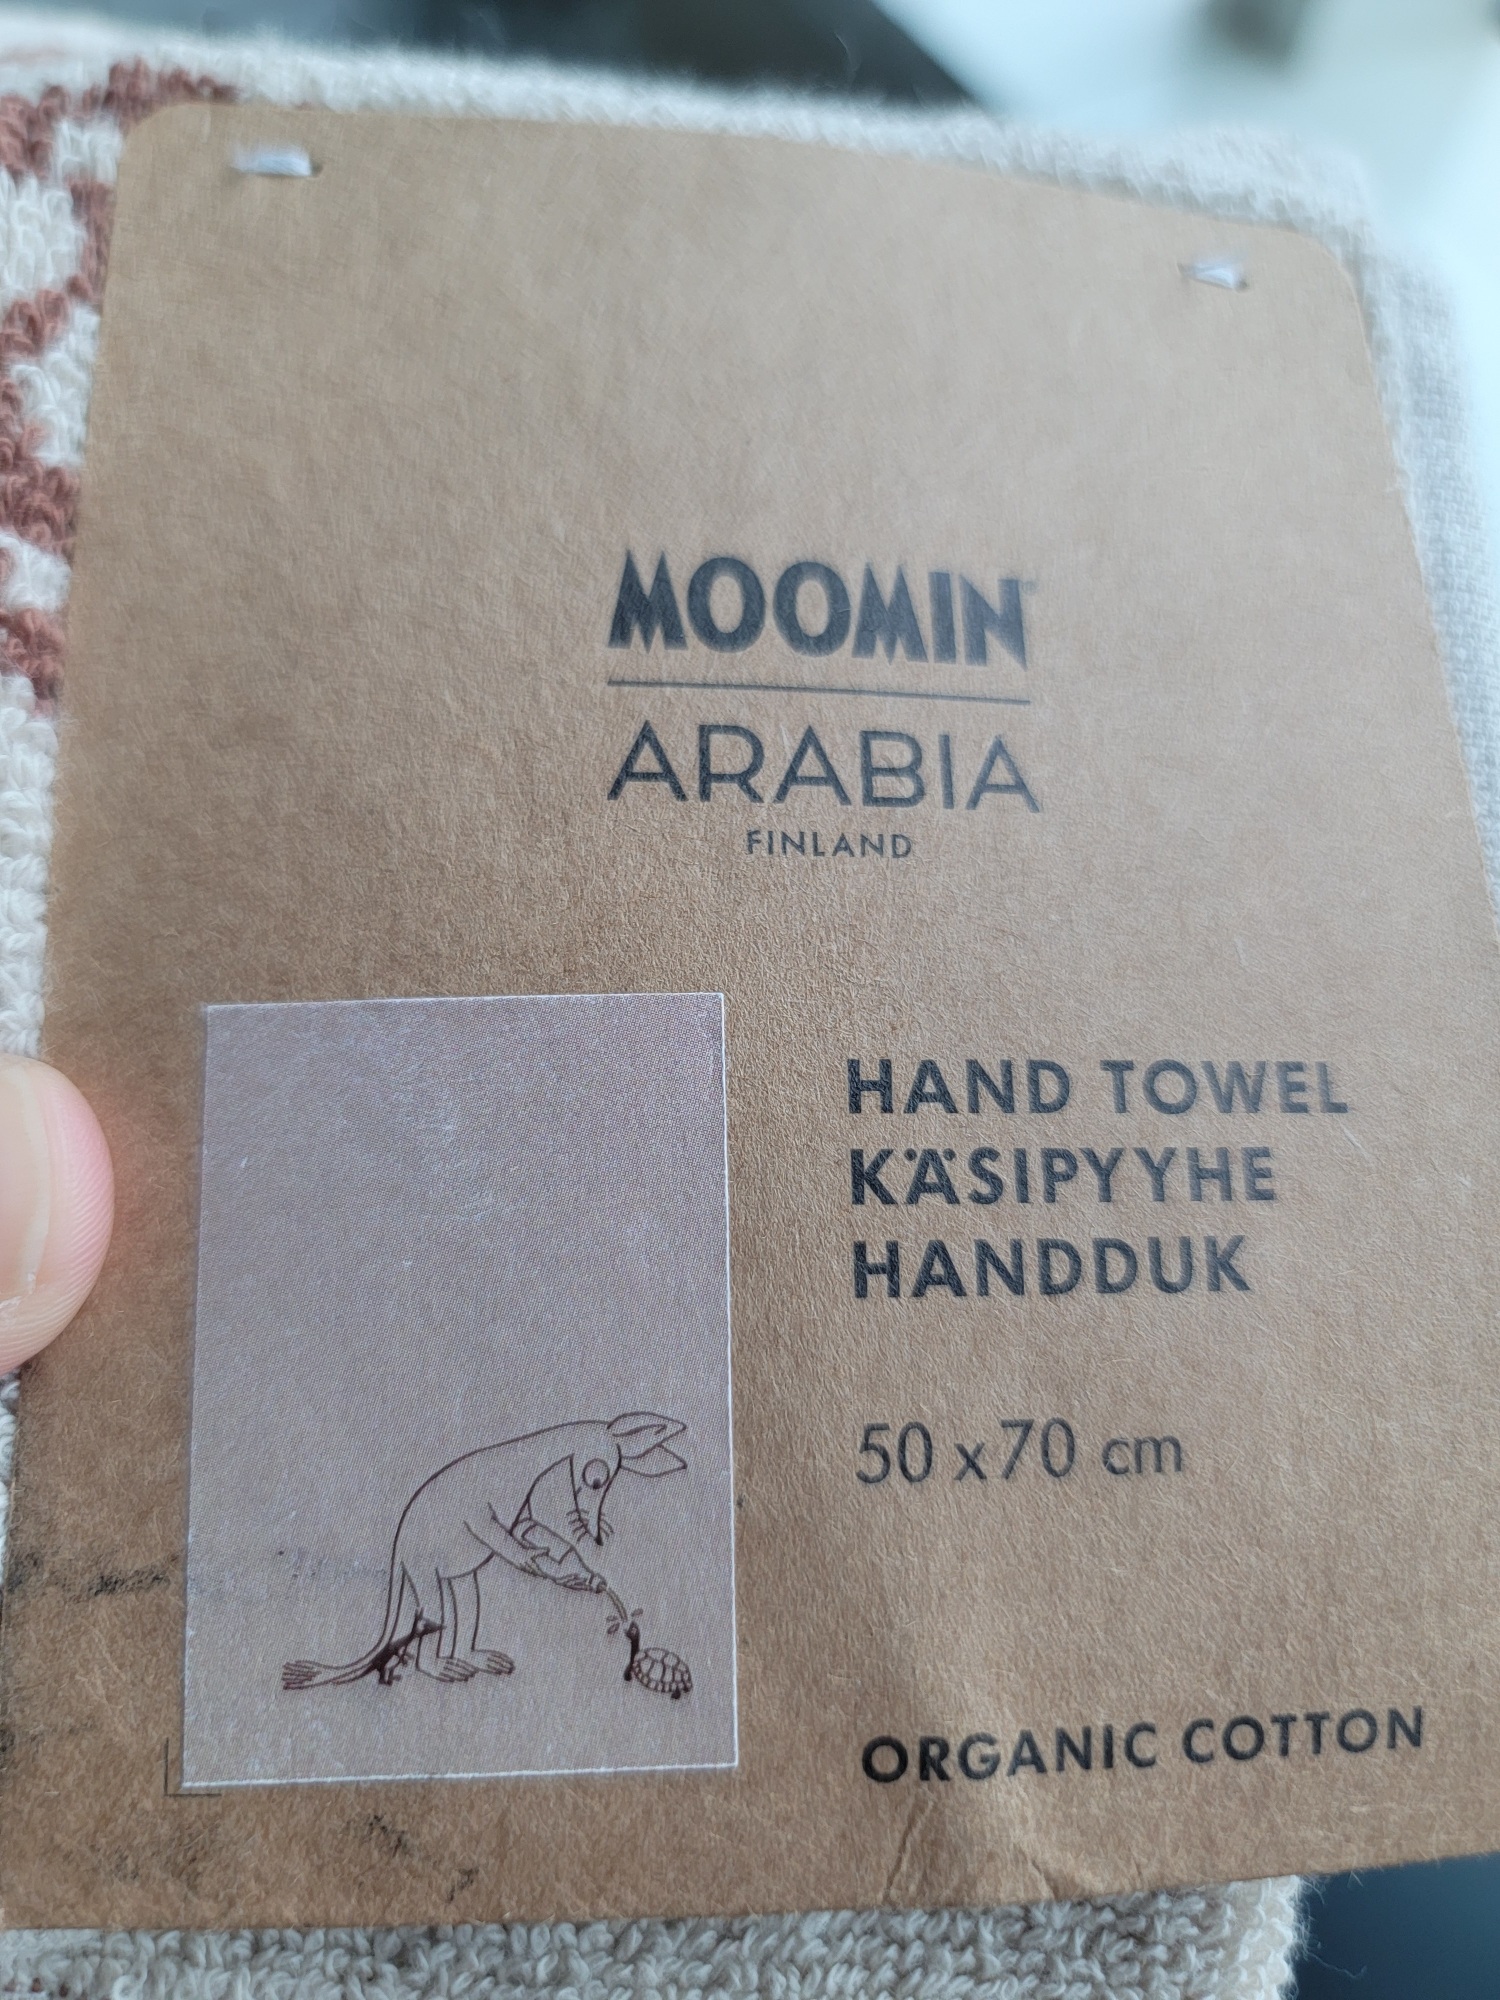 MOOMIN
ARABIA
FINLAND
HAND TOWEL
KÄSIPYYHE
HANDDUK
50 x 70 cm
ORGANIC COTTON